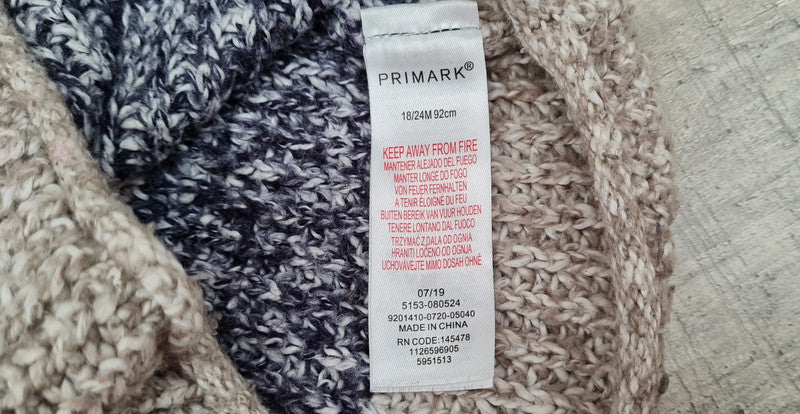 PRIMARK®
18/24M 92cm
KEEP AWAY FROM FIRE
MANTENER ALEJADO DEL FUEGO
MANTER LONGE DO FOGO
VON FEUER FERNHALTEN
A TENIR ÉLOIGNÉ DU FEU
BUITEN BEREIK VAN VUUR HOUDEN
TENERE LONTANO DAL FUOCO
TRZYMAĆ Z DALA OD OGNIA
HRANITI LOČENO OD OGNJA
UCHOVÁVEJTE MIMO DOSAH OHNĚ
07/19
5153-080524
9201410-0720-05040
MADE IN CHINA
RN CODE: 145478
1126596905
5951513